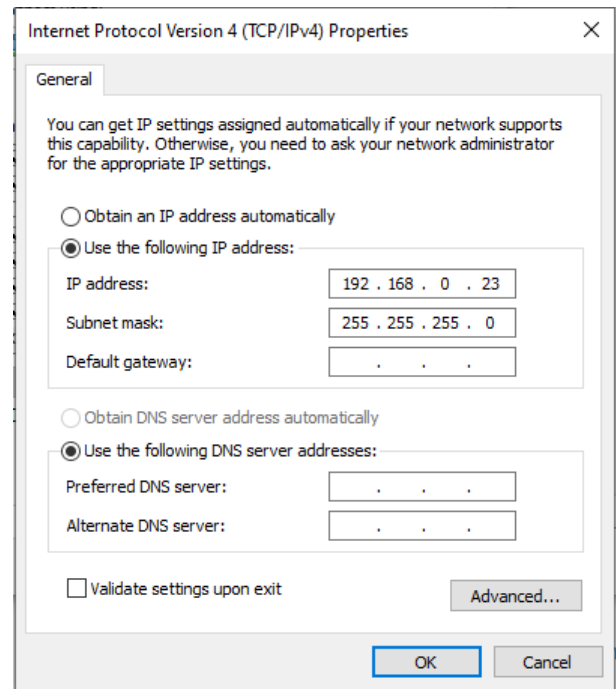 Internet Protocol Version 4 (TCP/IPv4) Properties
General
You can get IP settings assigned automatically if your network supports
this capability. Otherwise, you need to ask your network administrator
for the appropriate IP settings.
Obtain an IP address automatically
Use the following IP address:
IP address: 192 . 168 . 0 . 23
Subnet mask: 255 . 255 . 255 . 0
Default gateway: . . .
Obtain DNS server address automatically
Use the following DNS server addresses:
Preferred DNS server: . . .
Alternate DNS server: . . .
Validate settings upon exit
Advanced...
OK Cancel